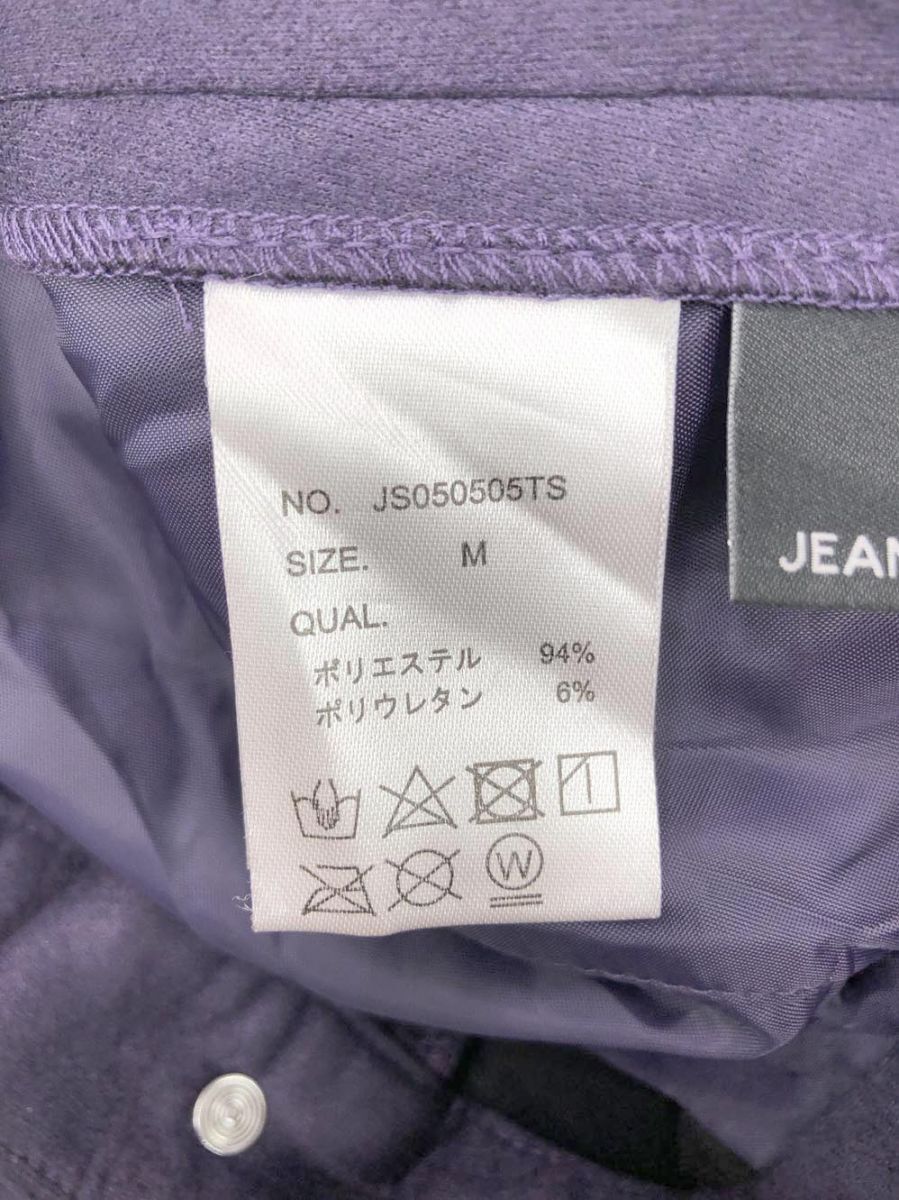 NO. JS050505TS
SIZE. M
QUAL.
ポリエステル 94%
ポリウレタン 6%
W
JEAN